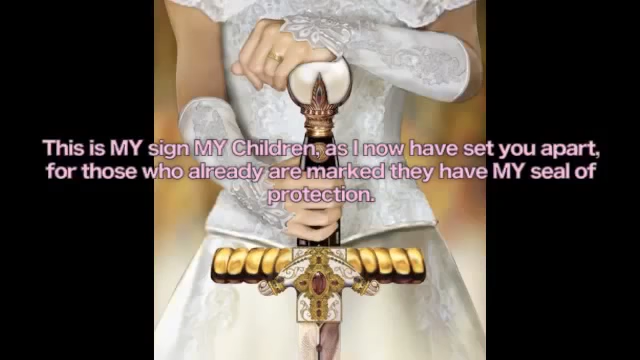 This is MY sign MY Children, as I now have set you apart,
for those who already are marked they have MY seal of
protection.